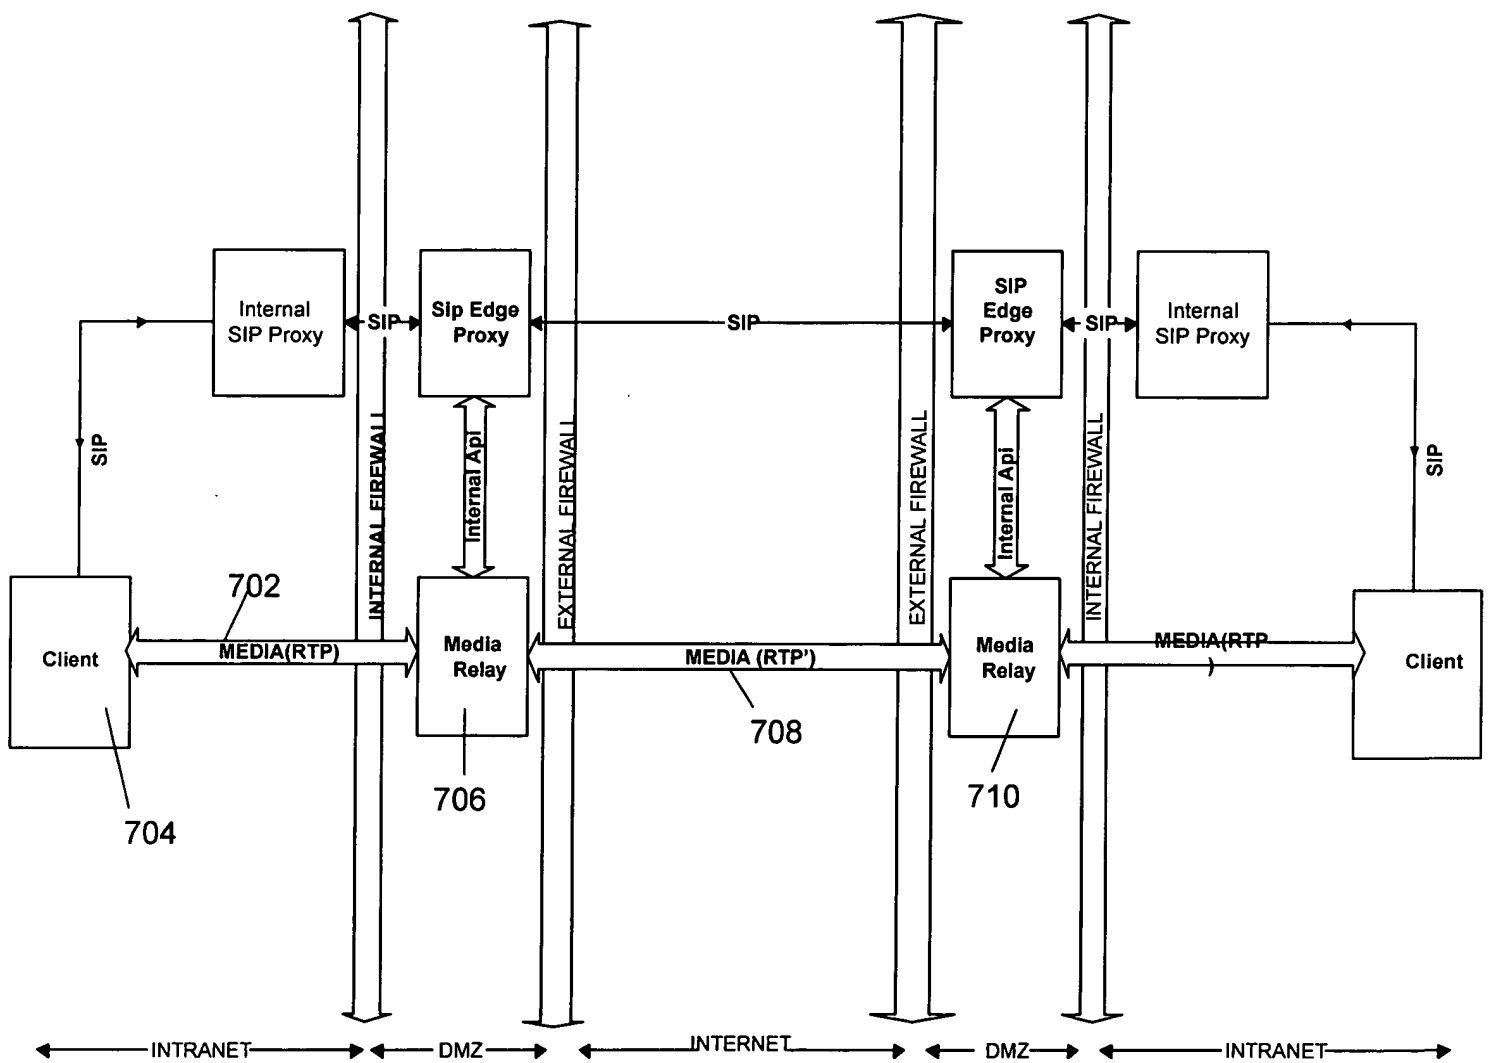 Internal
SIP Proxy
SIP
Sip Edge
Proxy
SIP
SIP
Edge
Proxy
SIP
Internal
SIP Proxy
SIP
INTERNAL FIREWALL
Internal Api
EXTERNAL FIREWALL
EXTERNAL FIREWALL
Internal Api
INTERNAL FIREWALL
SIP
702
Client
MEDIA(RTP)
Media
Relay
MEDIA (RTP')
Media
Relay
MEDIA(RTP
)
Client
704
706
708
710
INTRANET
DMZ
INTERNET
DMZ
INTRANET